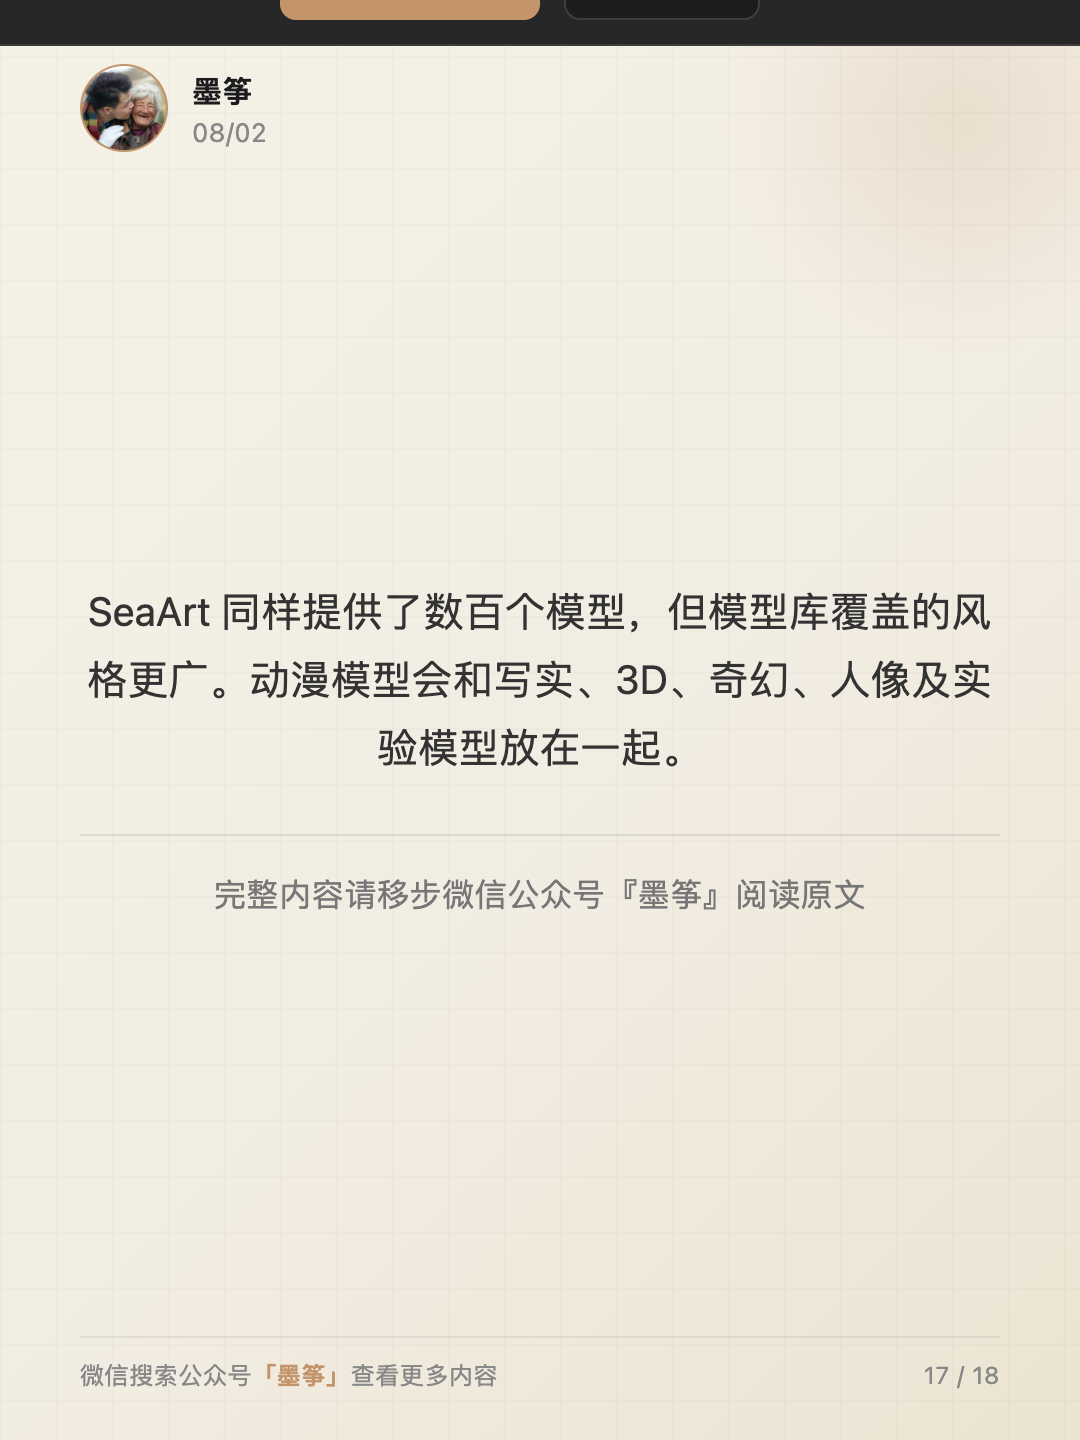 墨筝
08/02
SeaArt 同样提供了数百个模型，但模型库覆盖的风
格更广。动漫模型会和写实、3D、奇幻、人像及实
验模型放在一起。
完整内容请移步微信公众号『墨筝』阅读原文
微信搜索公众号「墨筝」查看更多内容
17 / 18